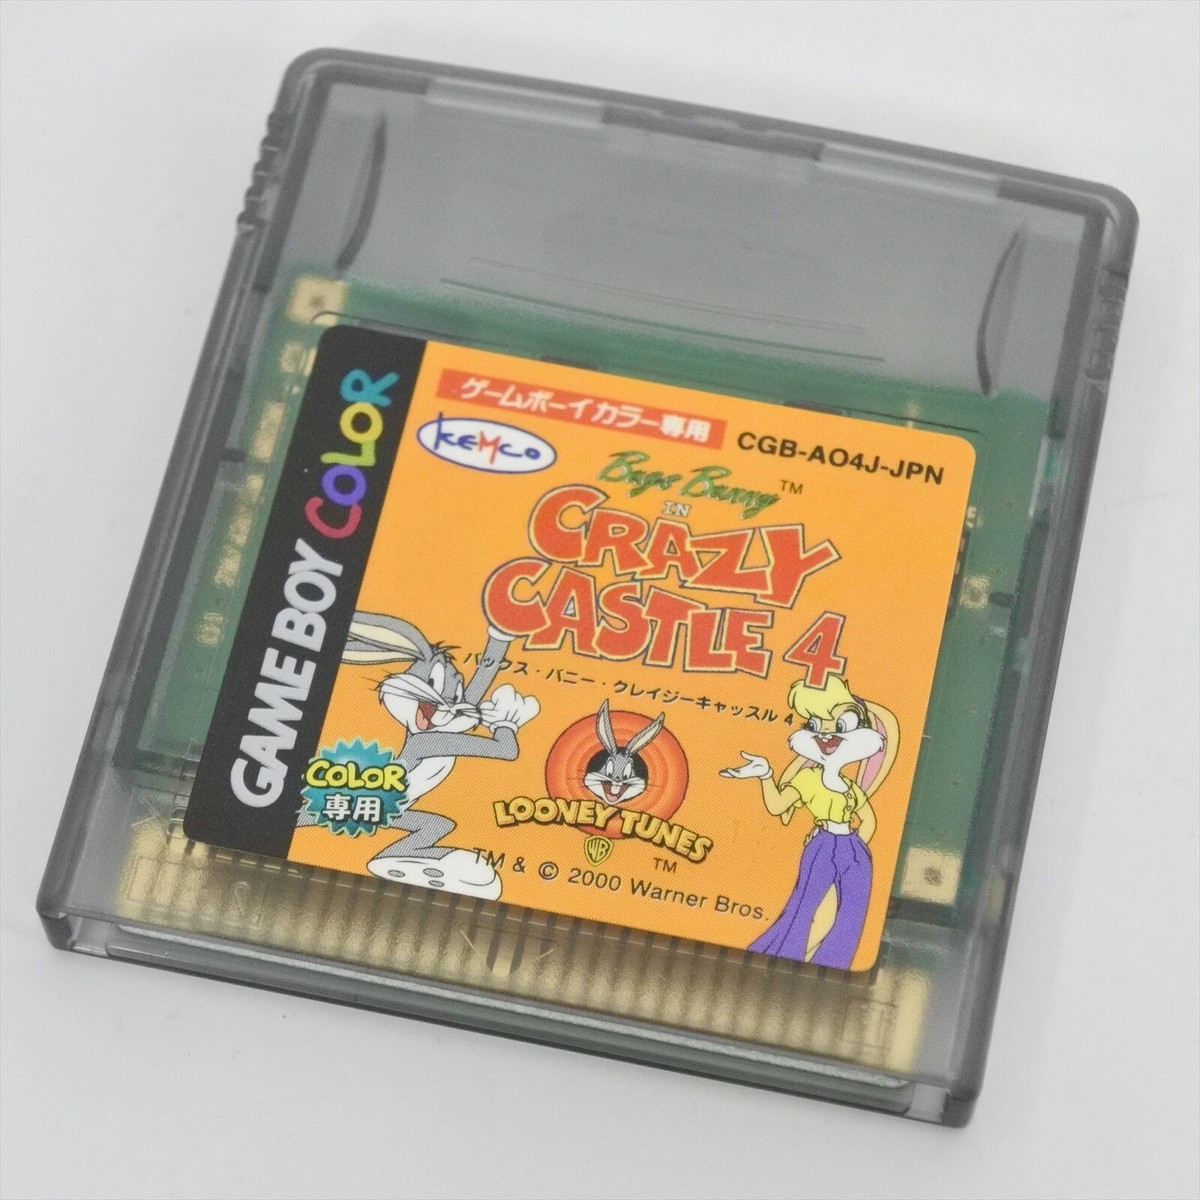 GAME BOY COLOR
ゲームボーイカラー専用
CGB-AO4J-JPN
KEMCO
Bugs Bunny™
IN
CRAZY
CASTLE 4
バックス・バニー・クレイジーキャッスル 4
COLOR
専用
LOONEY TUNES
WB
™
TM & © 2000 Warner Bros.